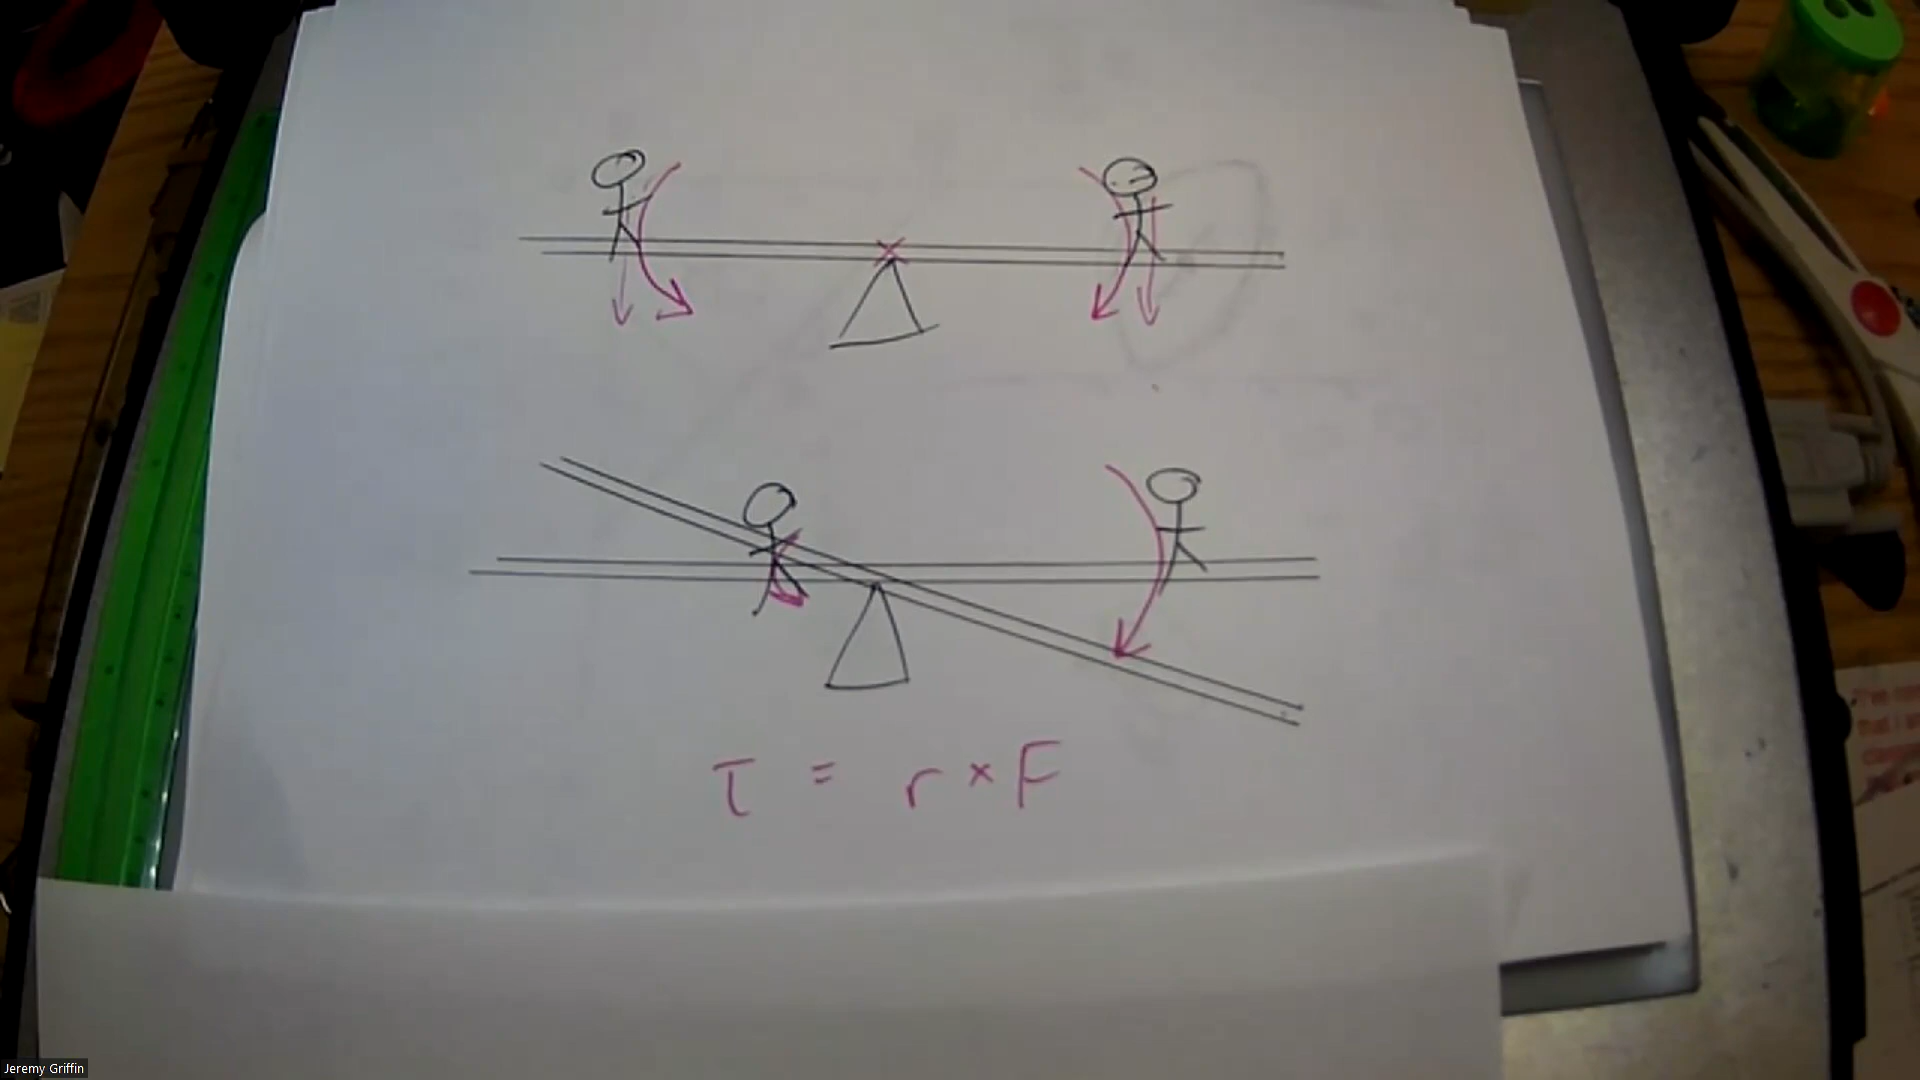 τ = r × F
Jeremy Griffin